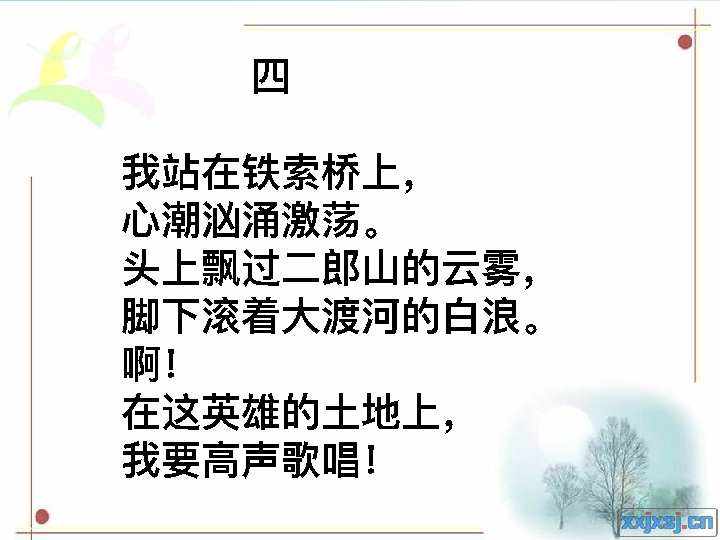 四
我站在铁索桥上，
心潮汹涌激荡。
头上飘过二郎山的云雾，
脚下滚着大渡河的白浪。
啊！
在这英雄的土地上，
我要高声歌唱！
xxjxsj.cn